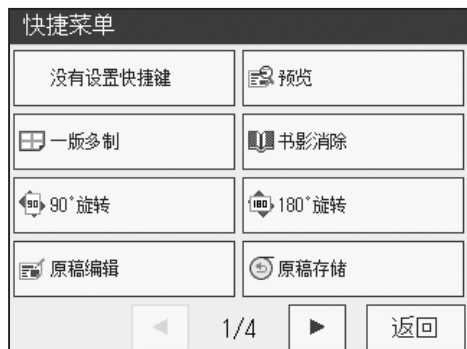 快捷菜单
没有设置快捷键
预览
一版多制
书影消除
90 90°旋转
180 180°旋转
原稿编辑
原稿存储
1/4
返回